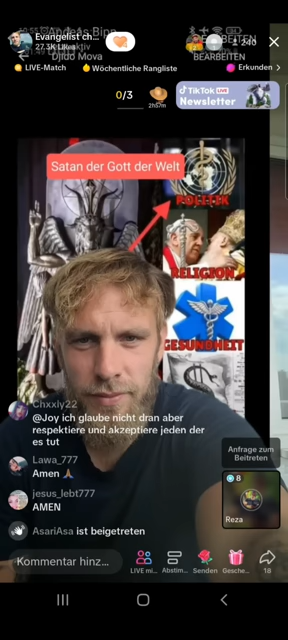 Evangelist ch...
27.3K Likes
Djido Mova
BEARBEITEN
240
LIVE-Match
Wöchentliche Rangliste
Erkunden >
0/3
2h57m
TikTok LIVE
Newsletter
Satan der Gott der Welt
POLITIK
RELIGION
GESUNDHEIT
Chxxiy22
@Joy ich glaube nicht dran aber
respektiere und akzeptiere jeden der
es tut
Anfrage zum
Beitreten
Lawa_777
Amen 🙏
8
jesus_lebt777
AMEN
Reza
AsariAsa ist beigetreten
Kommentar hinz...
LIVE mi...
Abstim...
Senden
Gesche...
18